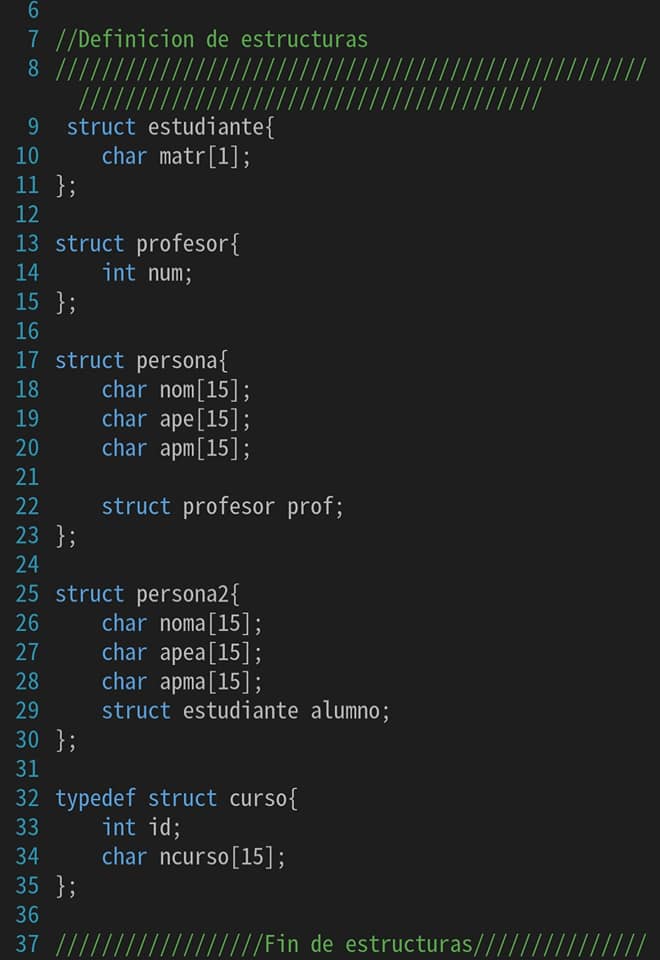 6
7 //Definicion de estructuras
8 ///////////////////////////////////////////////////
////////////////////////////////////////
9 struct estudiante{
10 char matr[1];
11 };
12
13 struct profesor{
14 int num;
15 };
16
17 struct persona{
18 char nom[15];
19 char ape[15];
20 char apm[15];
21
22 struct profesor prof;
23 };
24
25 struct persona2{
26 char noma[15];
27 char apea[15];
28 char apma[15];
29 struct estudiante alumno;
30 };
31
32 typedef struct curso{
33 int id;
34 char ncurso[15];
35 };
36
37 //////////////////Fin de estructuras///////////////